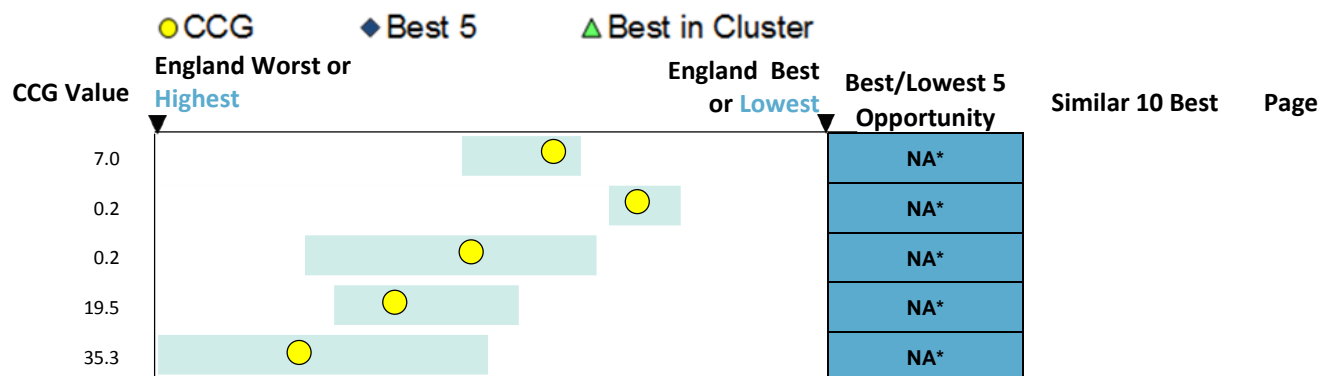 CCG Best 5 Best in Cluster
CCG Value England Worst or Highest England Best or Lowest Best/Lowest 5 Opportunity Similar 10 Best Page
7.0 NA*
0.2 NA*
0.2 NA*
19.5 NA*
35.3 NA*